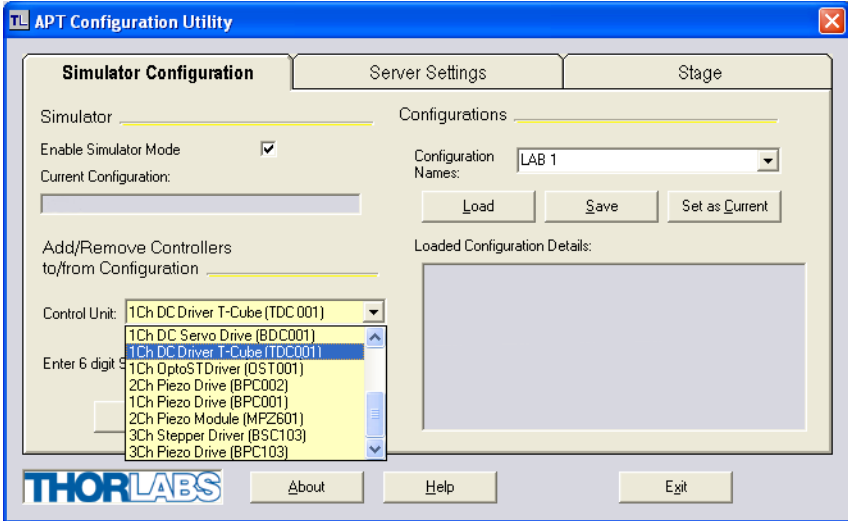 APT Configuration Utility
Simulator Configuration
Server Settings
Stage
Simulator
Enable Simulator Mode
Current Configuration:
Add/Remove Controllers
to/from Configuration
Control Unit:
1Ch DC Driver T-Cube (TDC001)
1Ch DC Servo Drive (BDC001)
1Ch DC Driver T-Cube (TDC001)
1Ch OptoSTDriver (OST001)
2Ch Piezo Drive (BPC002)
1Ch Piezo Drive (BPC001)
2Ch Piezo Module (MPZ601)
3Ch Stepper Driver (BSC103)
3Ch Piezo Drive (BPC103)
Enter 6 digit S
Configurations
Configuration
Names:
LAB 1
Load
Save
Set as Current
Loaded Configuration Details:
THORLABS
About
Help
Exit